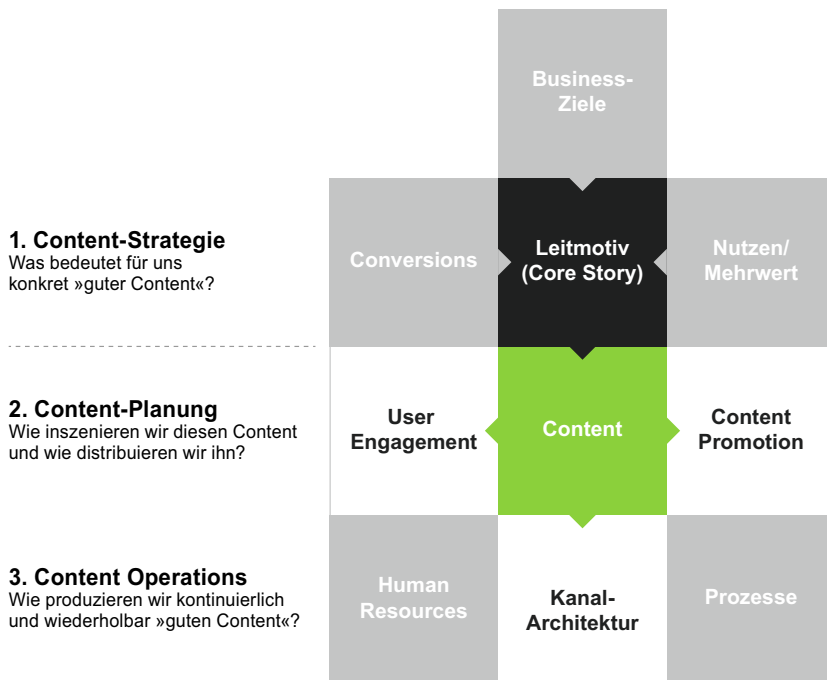 Business-
Ziele
1. Content-Strategie
Was bedeutet für uns
konkret »guter Content«?
Conversions
Leitmotiv
(Core Story)
Nutzen/
Mehrwert
2. Content-Planung
Wie inszenieren wir diesen Content
und wie distribuieren wir ihn?
User
Engagement
Content
Content
Promotion
3. Content Operations
Wie produzieren wir kontinuierlich
und wiederholbar »guten Content«?
Human
Resources
Kanal-
Architektur
Prozesse